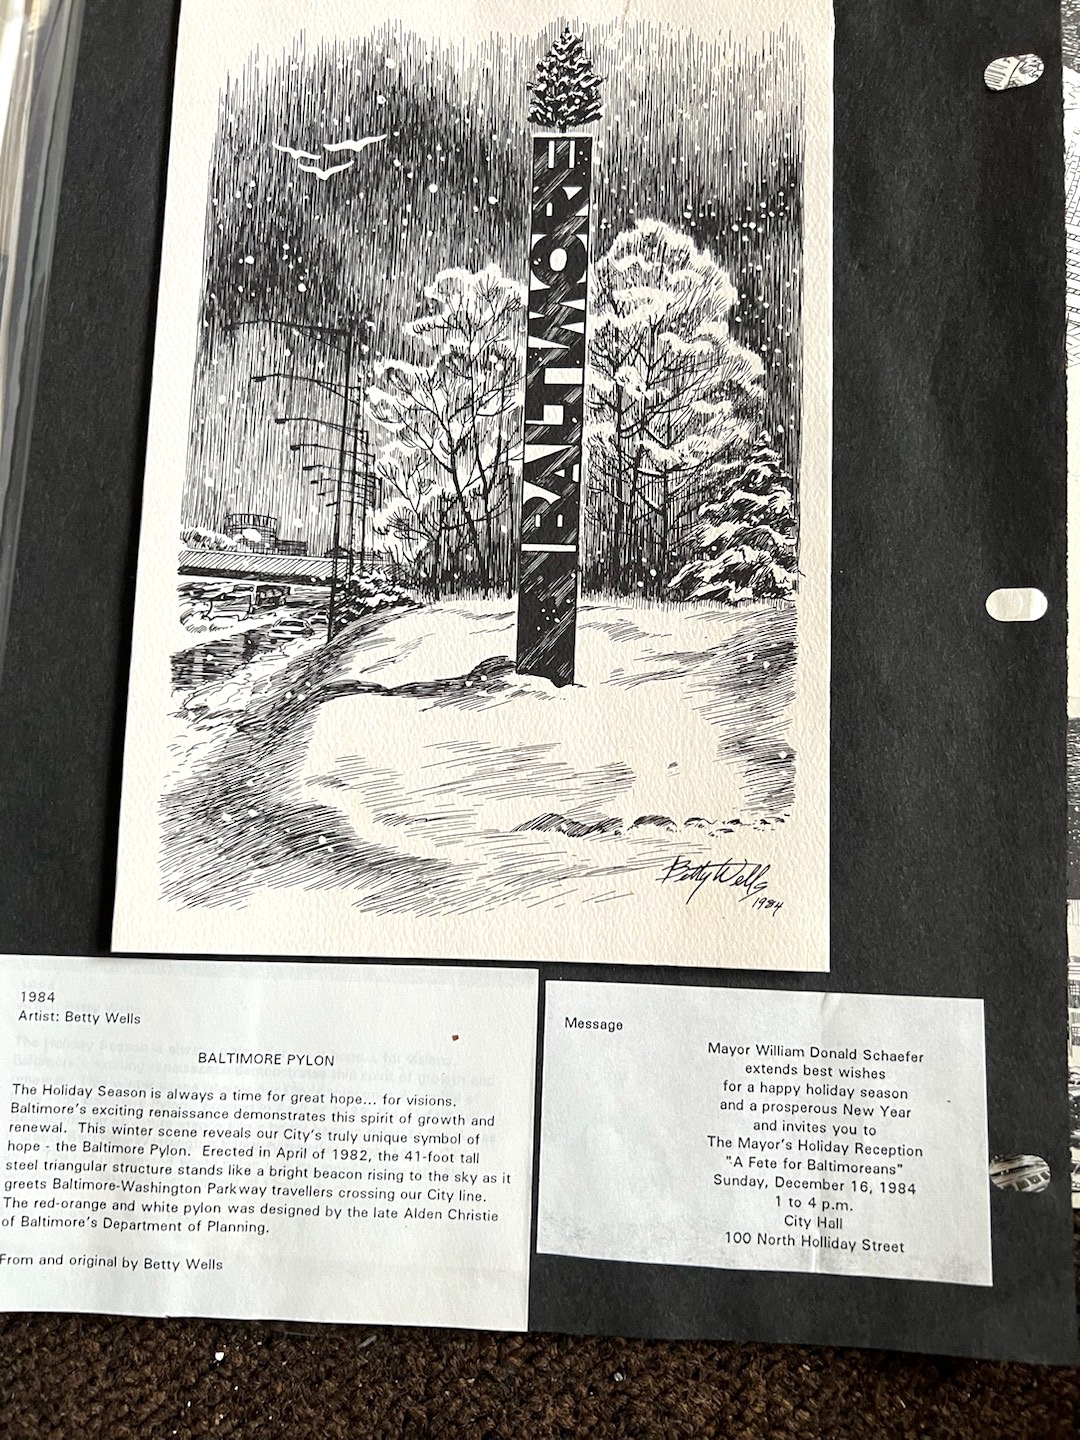 BALTIMORE
Betty Wells
1984
1984
Artist: Betty Wells
BALTIMORE PYLON
The Holiday Season is always a time for great hope... for visions.
Baltimore's exciting renaissance demonstrates this spirit of growth and
renewal. This winter scene reveals our City's truly unique symbol of
hope - the Baltimore Pylon. Erected in April of 1982, the 41-foot tall
steel triangular structure stands like a bright beacon rising to the sky as it
greets Baltimore-Washington Parkway travellers crossing our City line.
The red-orange and white pylon was designed by the late Alden Christie
of Baltimore's Department of Planning.
From and original by Betty Wells
Message
Mayor William Donald Schaefer
extends best wishes
for a happy holiday season
and a prosperous New Year
and invites you to
The Mayor's Holiday Reception
"A Fete for Baltimoreans"
Sunday, December 16, 1984
1 to 4 p.m.
City Hall
100 North Holliday Street